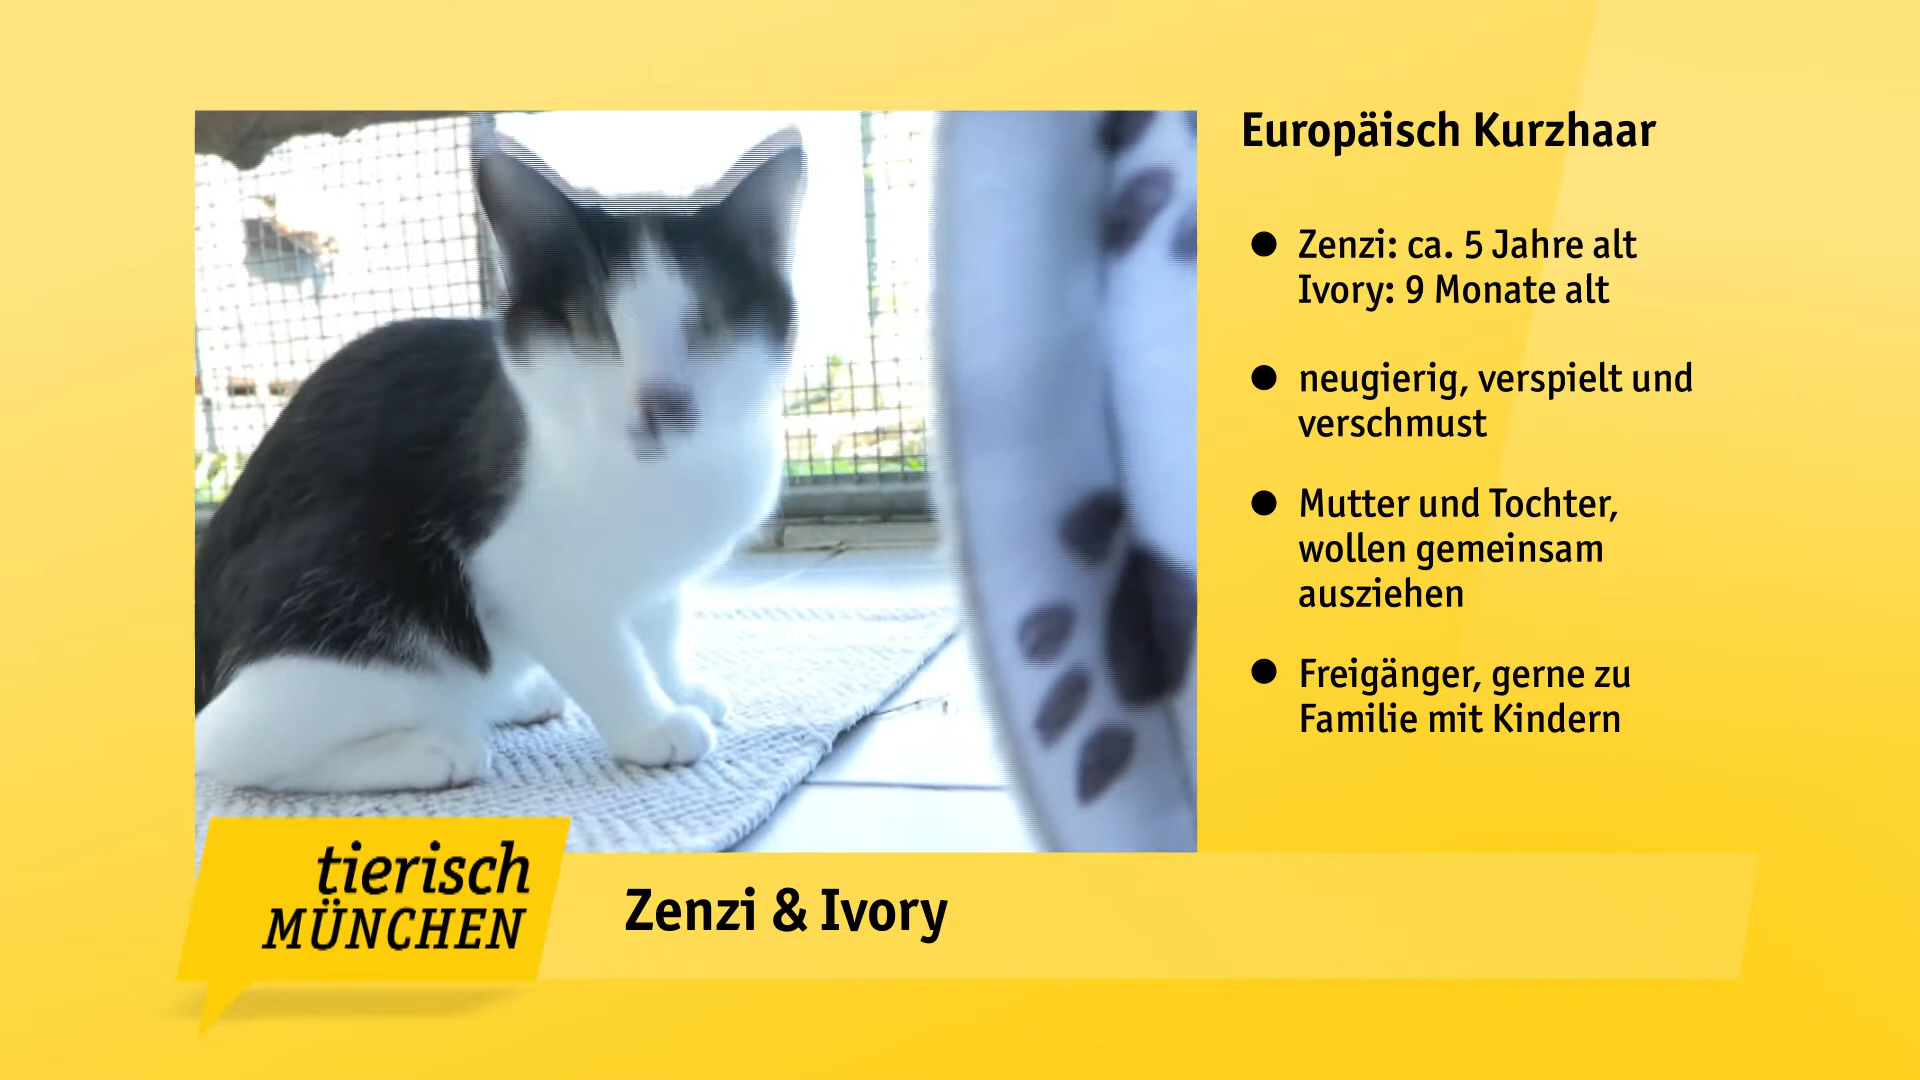 Europäisch Kurzhaar
● Zenzi: ca. 5 Jahre alt
Ivory: 9 Monate alt
● neugierig, verspielt und
verschmust
● Mutter und Tochter,
wollen gemeinsam
ausziehen
● Freigänger, gerne zu
Familie mit Kindern
tierisch
MÜNCHEN
Zenzi & Ivory